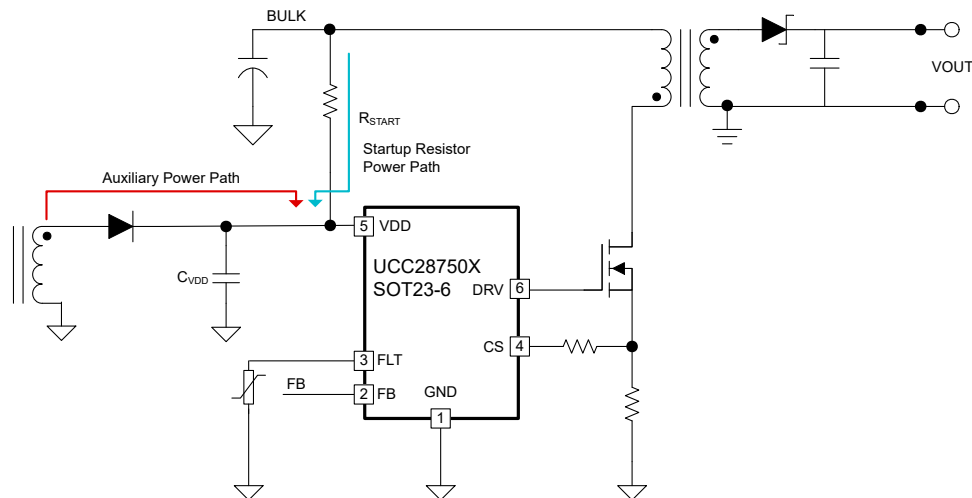 BULK
VOUT
RSTART
Startup Resistor
Power Path
Auxiliary Power Path
5
VDD
UCC28750X
SOT23-6
CVDD
DRV
6
CS
4
3
FLT
FB
2
FB
GND
1